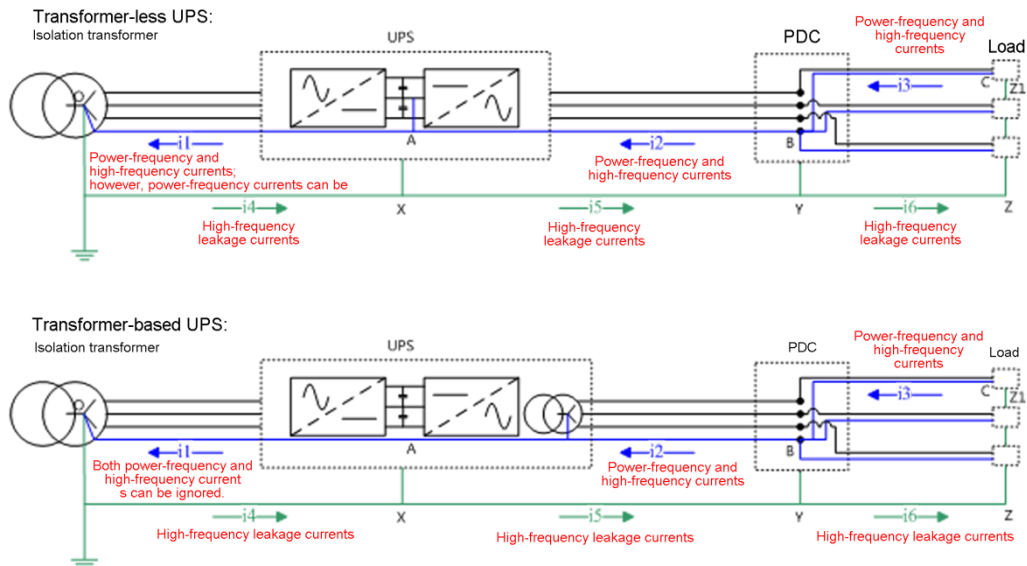 Transformer-less UPS:
Isolation transformer
UPS
PDC
Power-frequency and
high-frequency
currents
Load
i3
C
Z1
A
B
i1
i2
Power-frequency and
high-frequency currents;
however, power-frequency currents can be
Power-frequency and
high-frequency currents
i4
X
i5
Y
i6
Z
High-frequency
leakage currents
High-frequency
leakage currents
High-frequency
leakage currents
Transformer-based UPS:
Isolation transformer
UPS
PDC
Power-frequency and
high-frequency
currents
Load
i3
C
Z1
A
B
i1
i2
Both power-frequency and
high-frequency current
s can be ignored.
Power-frequency and
high-frequency currents
i4
X
i5
Y
i6
Z
High-frequency leakage currents
High-frequency leakage currents
High-frequency leakage currents